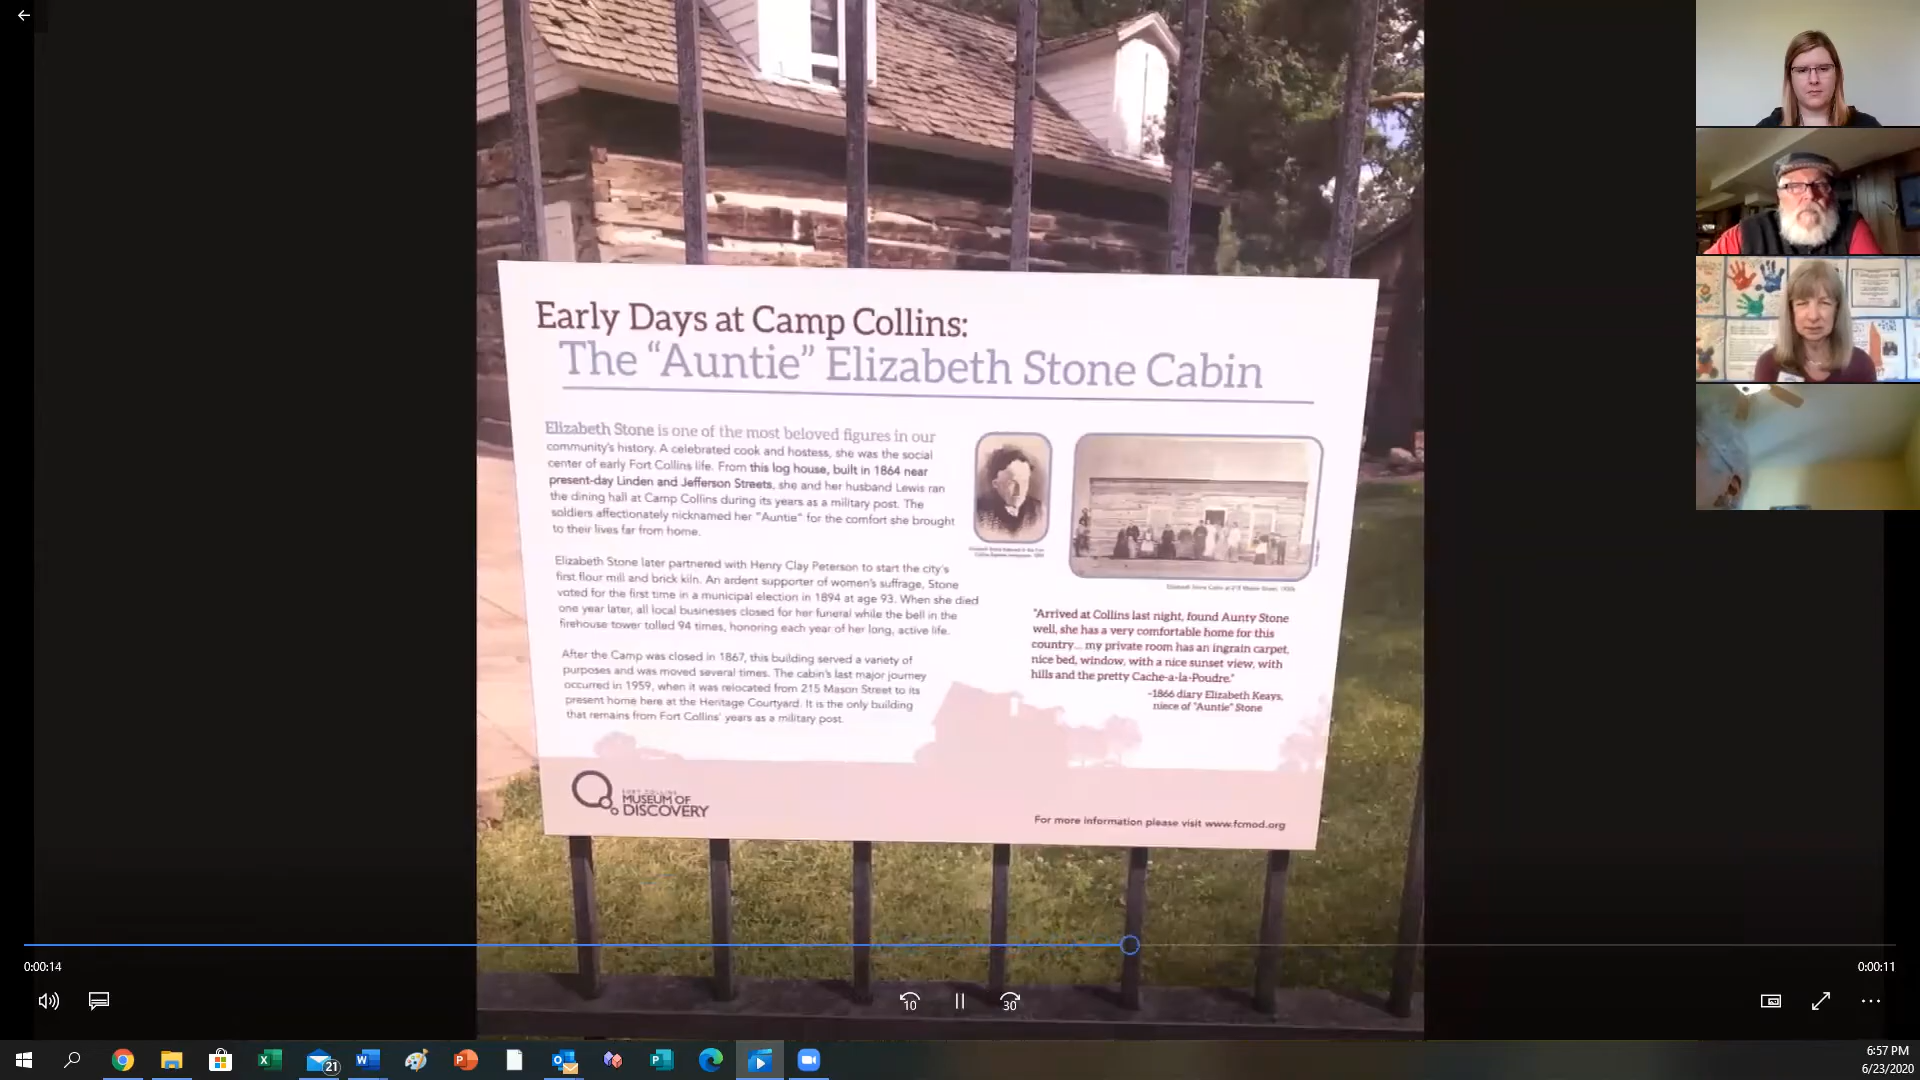 Early Days at Camp Collins:
The "Auntie" Elizabeth Stone Cabin
Elizabeth Stone is one of the most beloved figures in our
community's history. A celebrated cook and hostess, she was the social
center of early Fort Collins life. From this log house, built in 1864 near
present-day Linden and Jefferson Streets, she and her husband Lewis ran
the dining hall at Camp Collins during its years as a military post. The
soldiers affectionately nicknamed her "Auntie" for the comfort she brought
to their lives far from home.
Elizabeth Stone later partnered with Henry Clay Peterson to start the city's
first flour mill and brick kiln. An ardent supporter of women's suffrage, Stone
voted for the first time in a municipal election in 1894 at age 93. When she died
one year later, all local businesses closed for her funeral while the bell in the
firehouse tower tolled 94 times, honoring each year of her long, active life.
After the Camp was closed in 1867, this building served a variety of
purposes and was moved several times. The cabin's last major journey
occurred in 1959, when it was relocated from 215 Mason Street to its
present home here at the Heritage Courtyard. It is the only building
that remains from Fort Collins' years as a military post.
"Arrived at Collins last night, found Aunty Stone
well, she has a very comfortable home for this
country... my private room has an ingrain carpet,
nice bed, window, with a nice sunset view, with
hills and the pretty Cache-a-la-Poudre."
-1866 diary Elizabeth Keays,
niece of "Auntie" Stone
FORT COLLINS
MUSEUM OF
DISCOVERY
For more information please visit www.fcmod.org
0:00:14
0:00:11
10
30
21
6:57 PM
6/23/2020